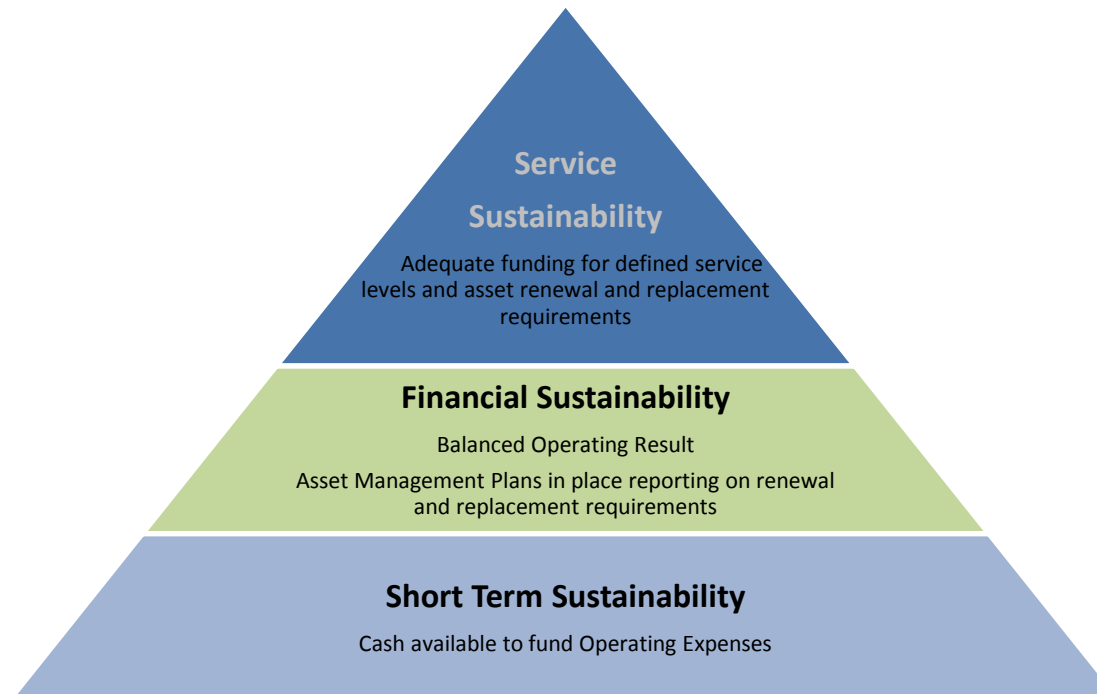 Service
Sustainability
Adequate funding for defined service
levels and asset renewal and replacement
requirements
Financial Sustainability
Balanced Operating Result
Asset Management Plans in place reporting on renewal
and replacement requirements
Short Term Sustainability
Cash available to fund Operating Expenses